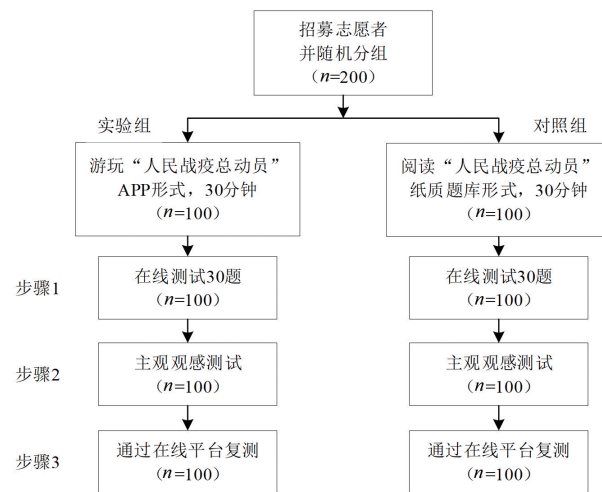 招募志愿者
并随机分组
（n=200）
实验组
对照组
游玩“人民战疫总动员”
APP形式，30分钟
（n=100）
阅读“人民战疫总动员”
纸质题库形式，30分钟
（n=100）
步骤1
在线测试30题
（n=100）
在线测试30题
（n=100）
步骤2
主观观感测试
（n=100）
主观观感测试
（n=100）
步骤3
通过在线平台复测
（n=100）
通过在线平台复测
（n=100）